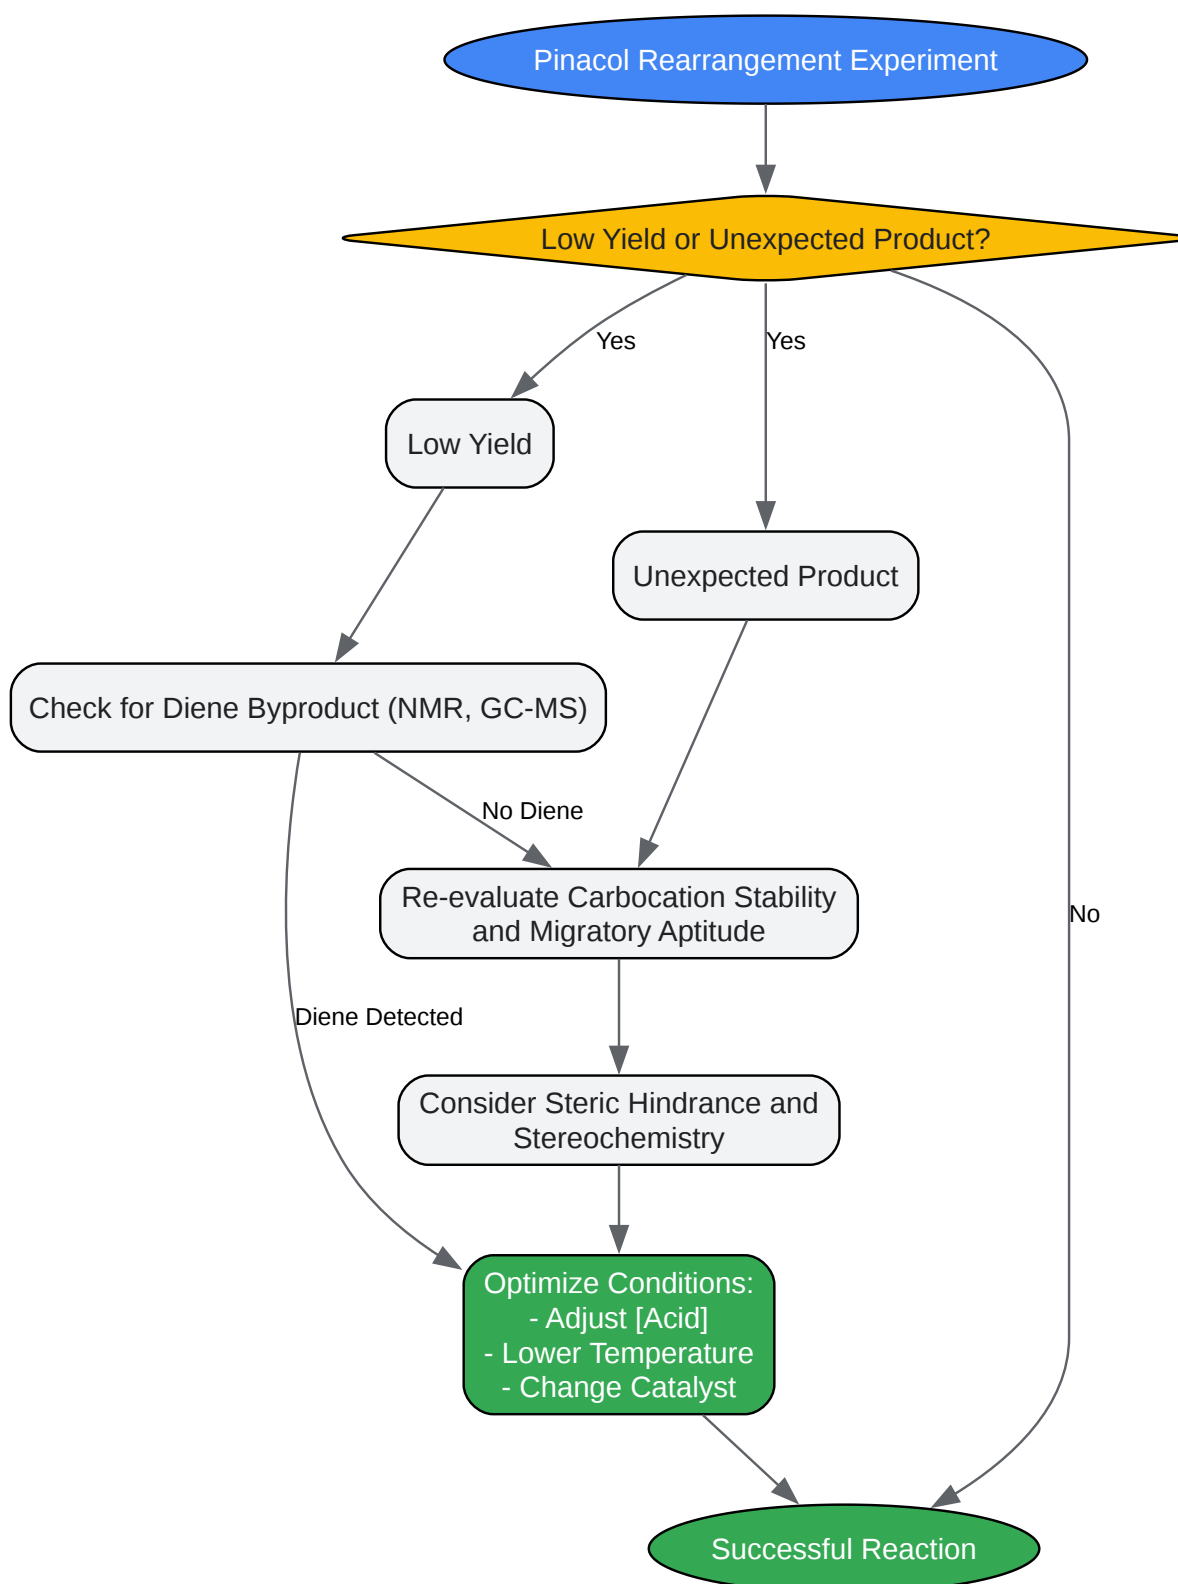 Pinacol Rearrangement Experiment
Low Yield or Unexpected Product?
Yes
Yes
Low Yield
Unexpected Product
Check for Diene Byproduct (NMR, GC-MS)
No Diene
Re-evaluate Carbocation Stability
and Migratory Aptitude
No
Diene Detected
Consider Steric Hindrance and
Stereochemistry
Optimize Conditions:
- Adjust [Acid]
- Lower Temperature
- Change Catalyst
Successful Reaction